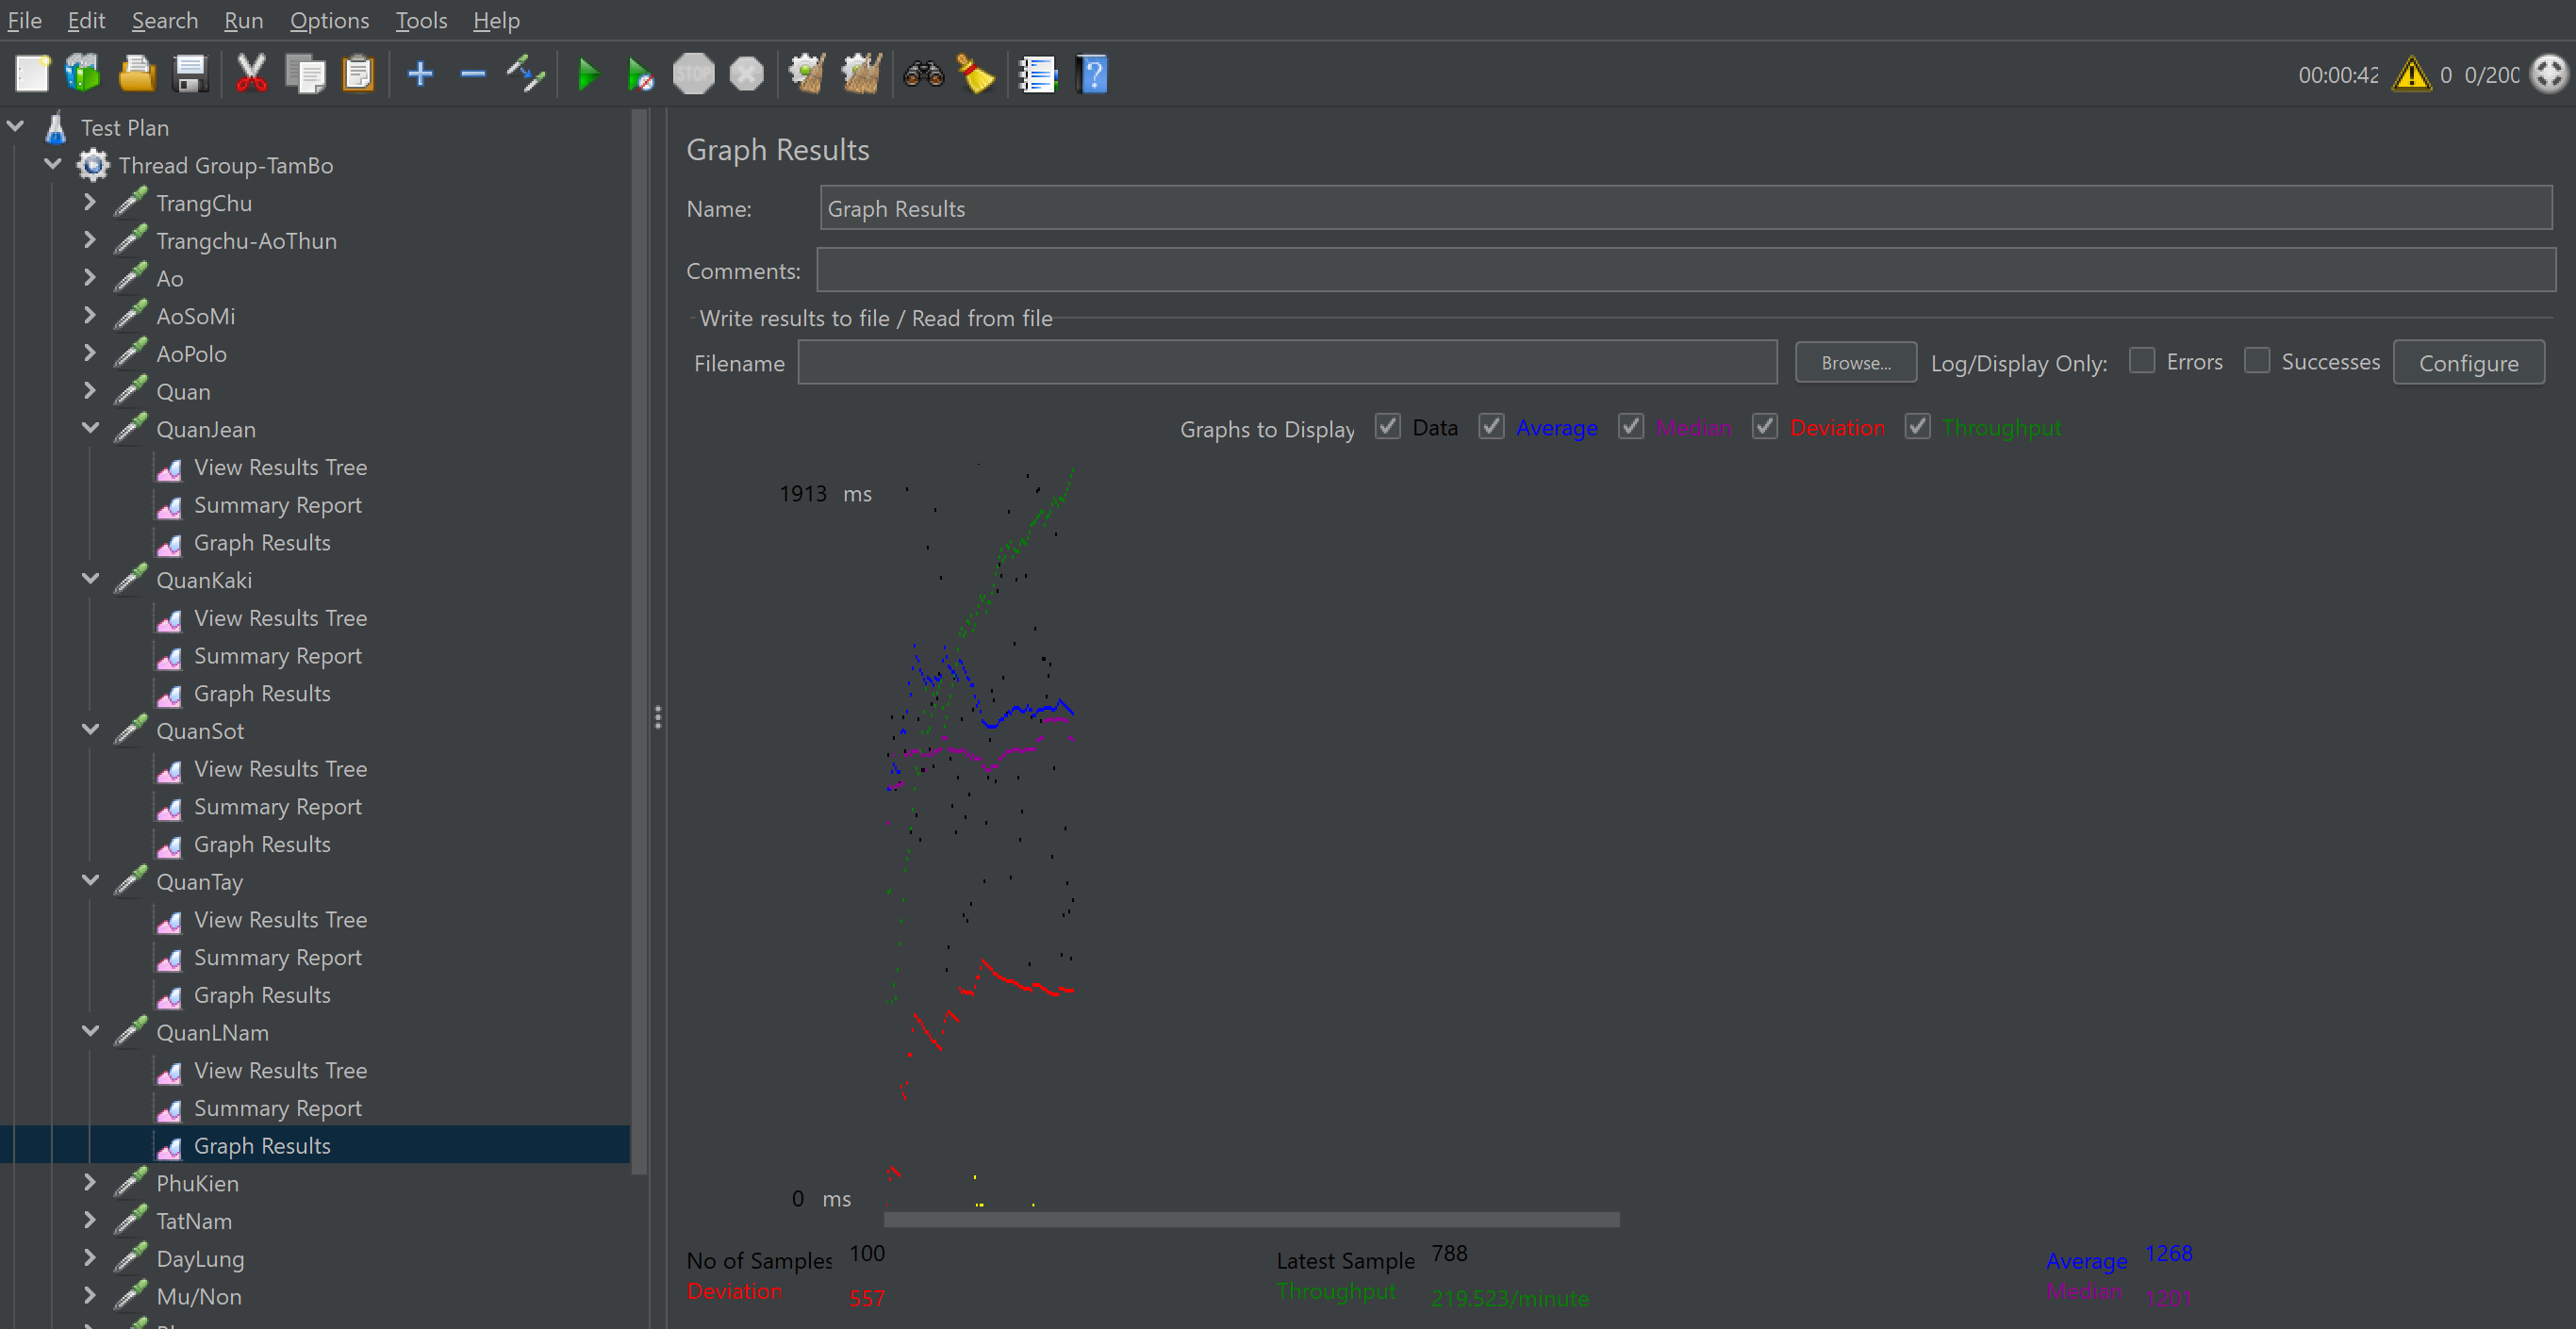 File Edit Search Run Options Tools Help
STOP
00:00:42 0 0/200
Test Plan
Thread Group-TamBo
TrangChu
Trangchu-AoThun
Ao
AoSoMi
AoPolo
Quan
QuanJean
View Results Tree
Summary Report
Graph Results
QuanKaki
View Results Tree
Summary Report
Graph Results
QuanSot
View Results Tree
Summary Report
Graph Results
QuanTay
View Results Tree
Summary Report
Graph Results
QuanLNam
View Results Tree
Summary Report
Graph Results
PhuKien
TatNam
DayLung
Mu/Non
Graph Results
Name: Graph Results
Comments:
Write results to file / Read from file
Filename Browse... Log/Display Only: Errors Successes Configure
Graphs to Display Data Average Median Deviation Throughput
1913 ms
0 ms
No of Samples 100 Latest Sample 788 Average 1268
Deviation 557 Throughput 219.523/minute Median 1201